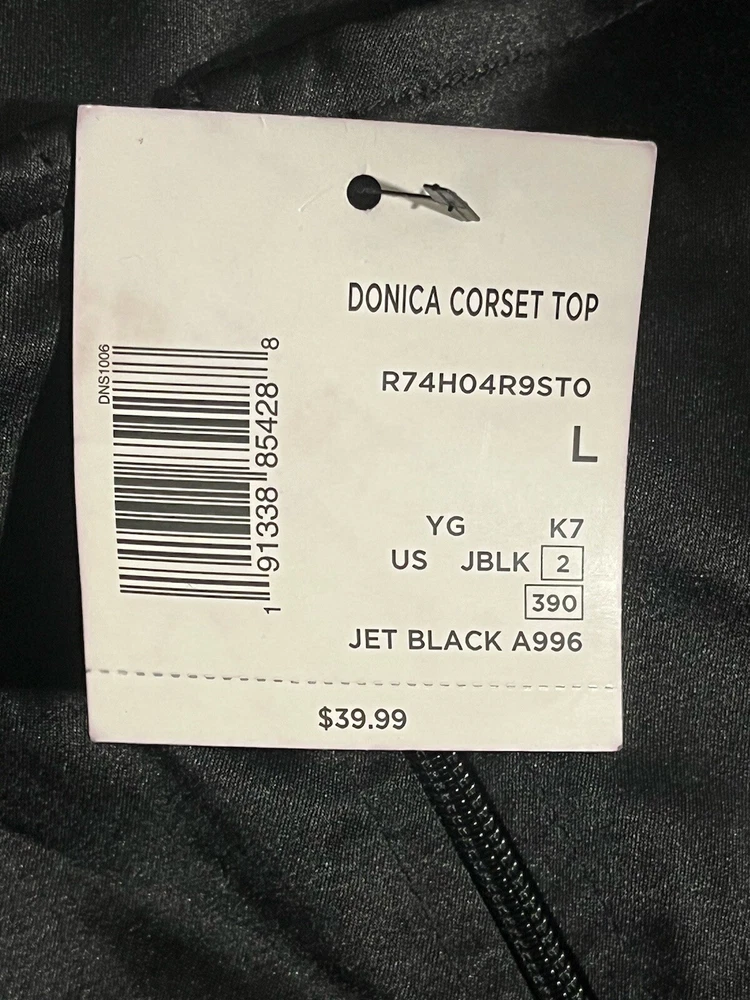 DONICA CORSET TOP
R74H04R9STO
L
YG K7
US JBLK 2
390
JET BLACK A996
$39.99
DNS1006
1 91338 85428 8